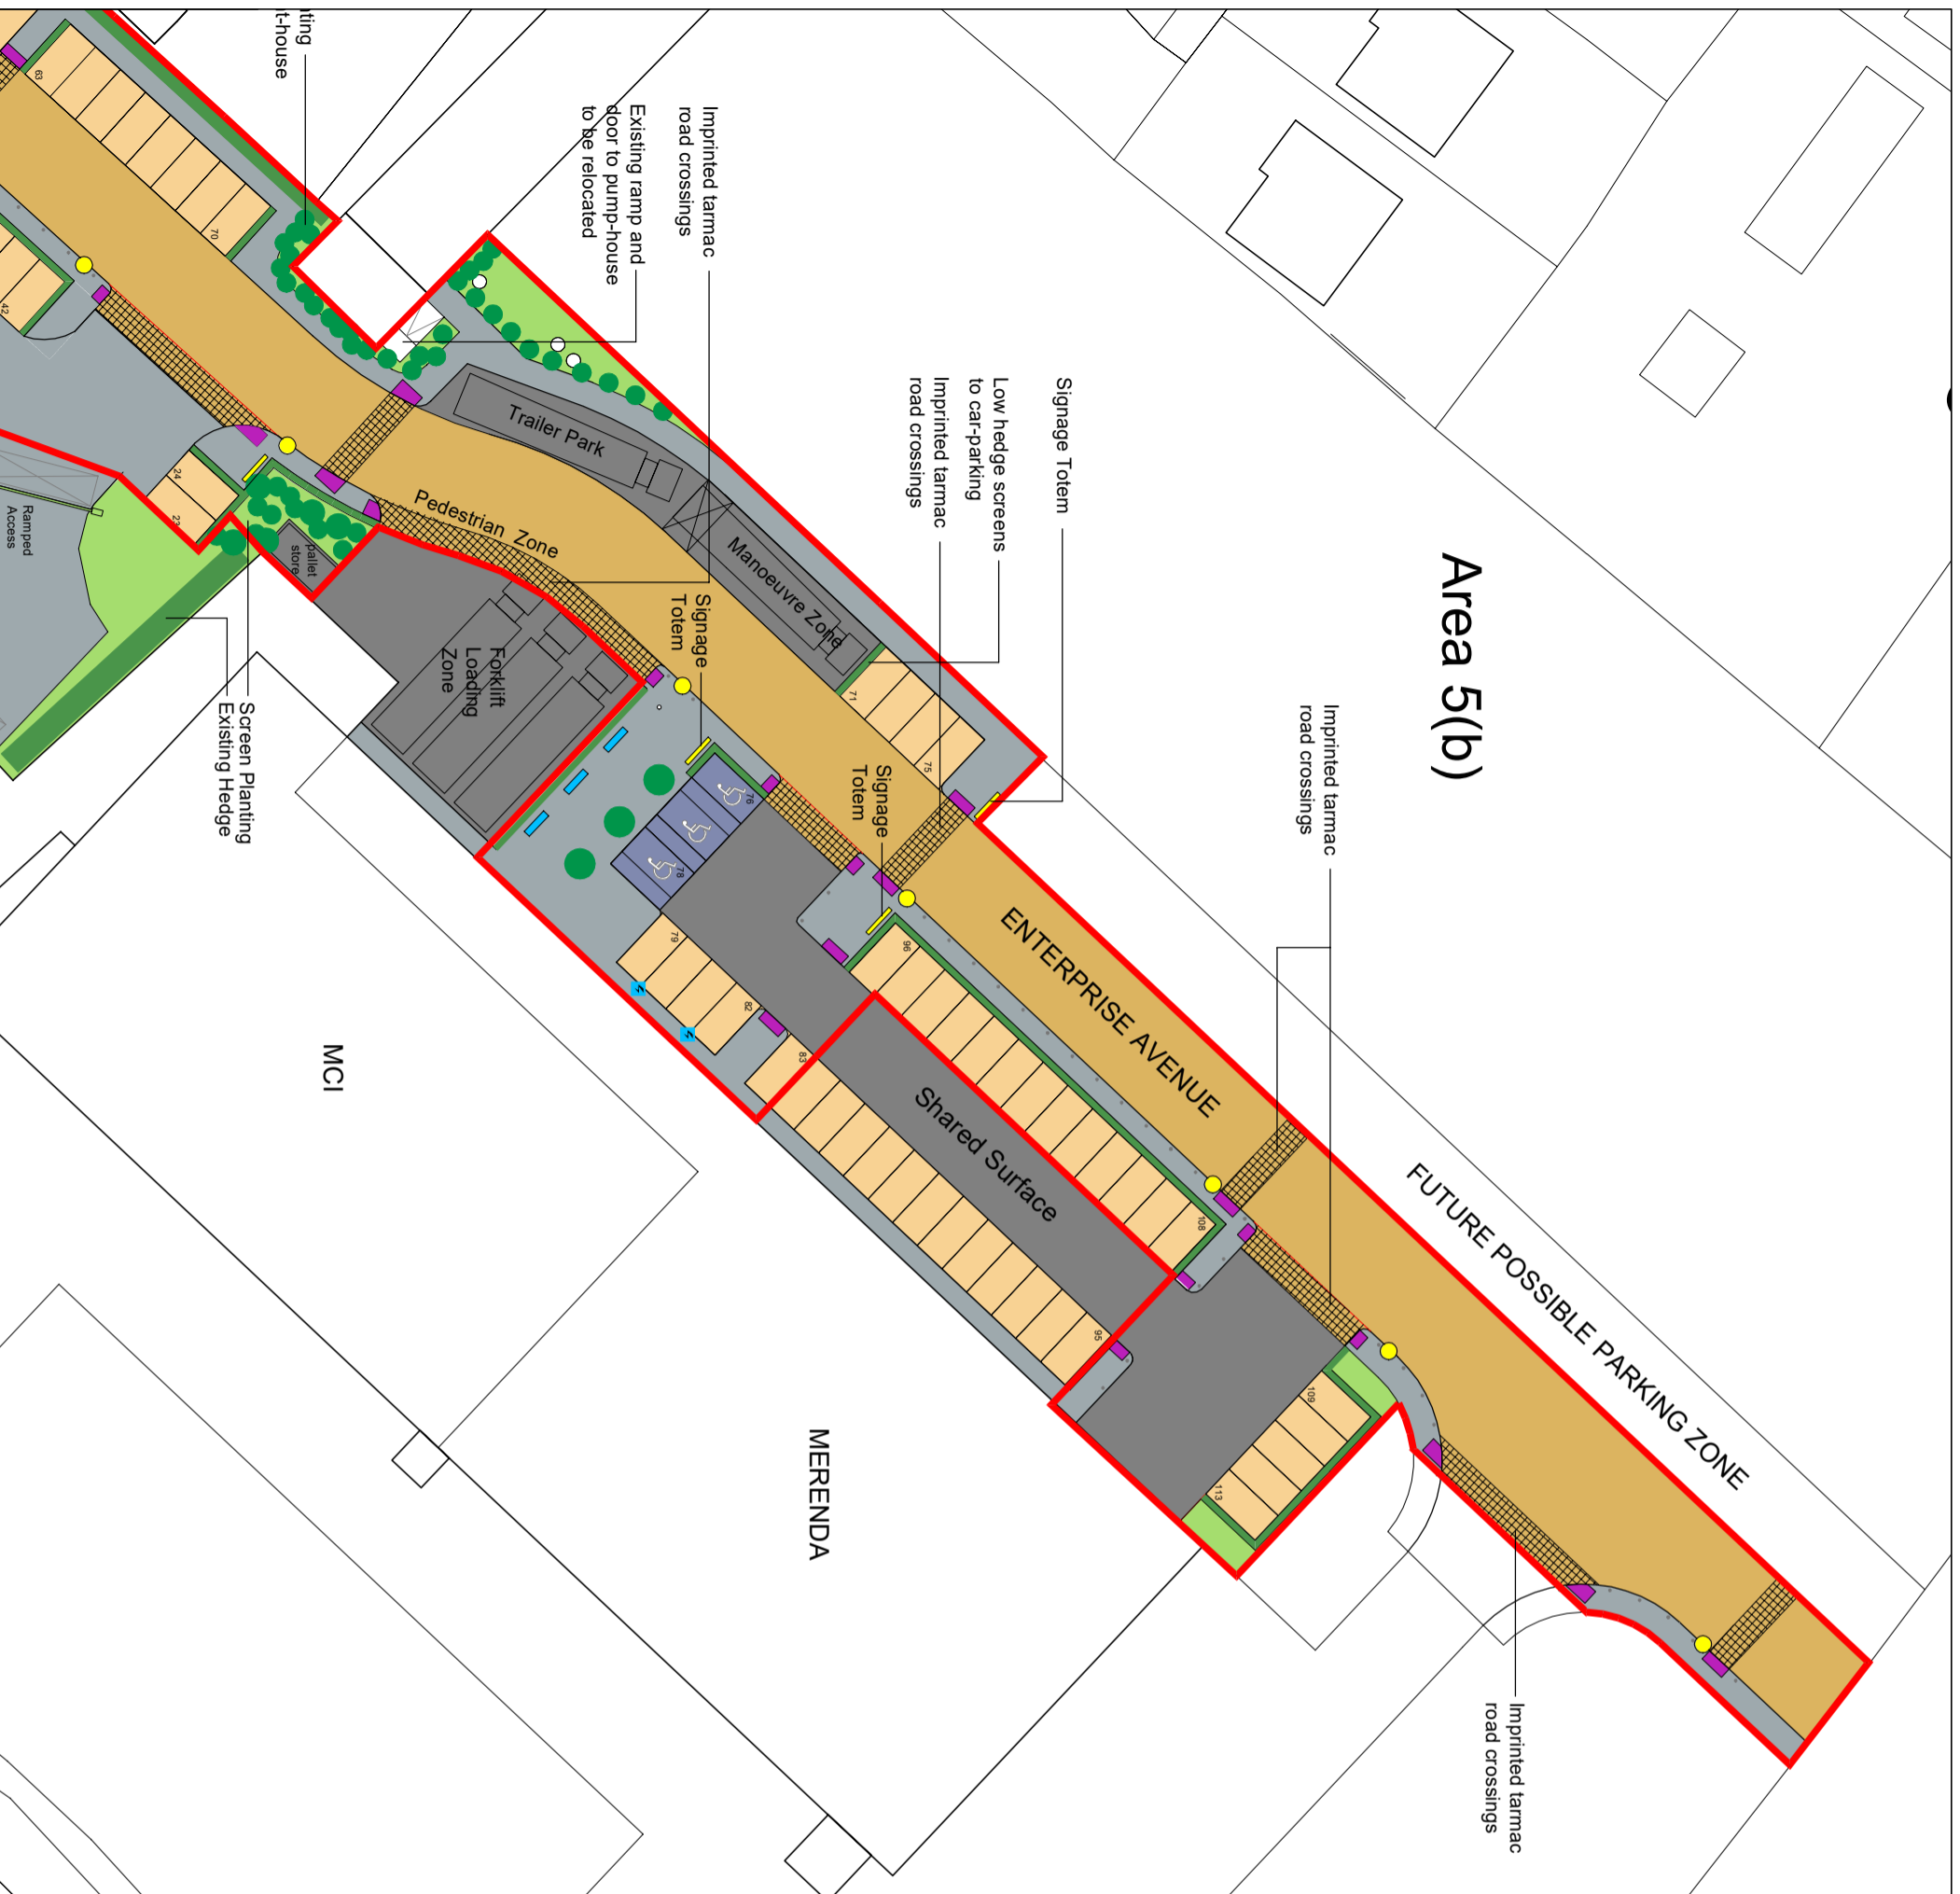 Area 5(b)
ting
t-house
Existing ramp and
door to pump-house
to be relocated
Imprinted tarmac
road crossings
Imprinted tarmac
road crossings
Low hedge screens
to car-parking
Signage Totem
Imprinted tarmac
road crossings
Imprinted tarmac
road crossings
Trailer Park
Manoeuvre Zone
Pedestrian Zone
pallet
store
Forklift
Loading
Zone
Signage
Totem
Signage
Totem
Screen Planting
Existing Hedge
Ramped
Access
ENTERPRISE AVENUE
FUTURE POSSIBLE PARKING ZONE
Shared Surface
MCI
MERENDA
63
70
42
24
23
71
75
76
78
79
82
83
95
96
108
109
113